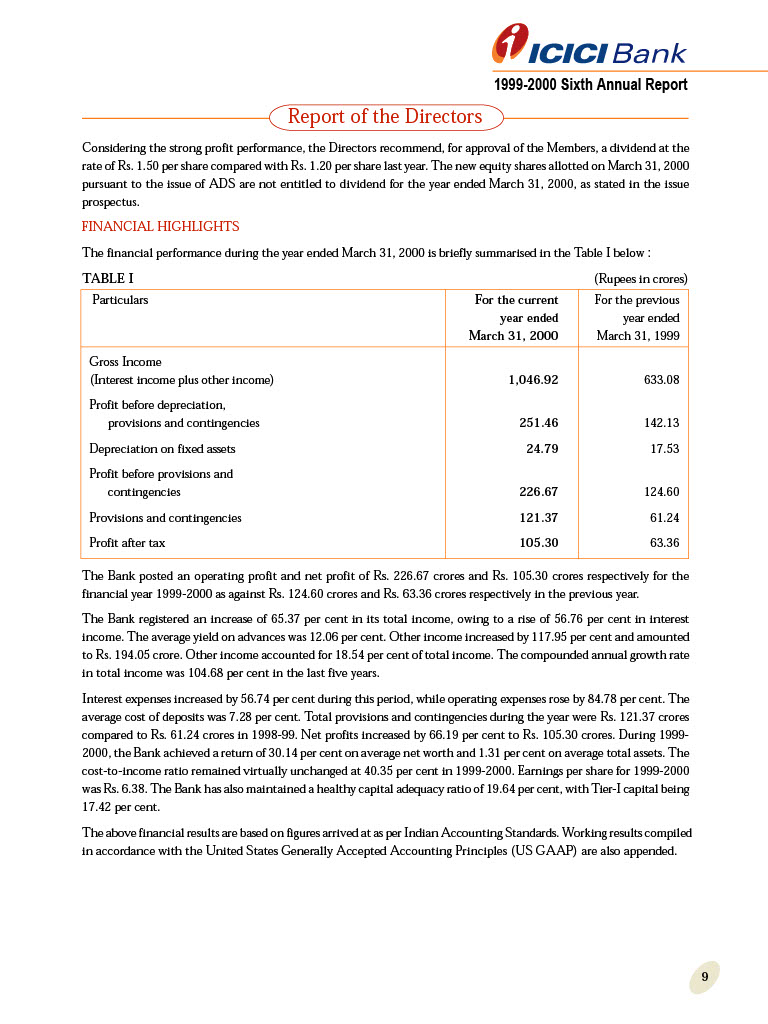 ICICI Bank
1999-2000 Sixth Annual Report
Report of the Directors
Considering the strong profit performance, the Directors recommend, for approval of the Members, a dividend at the
rate of Rs. 1.50 per share compared with Rs. 1.20 per share last year. The new equity shares allotted on March 31, 2000
pursuant to the issue of ADS are not entitled to dividend for the year ended March 31, 2000, as stated in the issue
prospectus.
FINANCIAL HIGHLIGHTS
The financial performance during the year ended March 31, 2000 is briefly summarised in the Table I below :
TABLE I (Rupees in crores)
Particulars For the current For the previous
year ended year ended
March 31, 2000 March 31, 1999
Gross Income
(Interest income plus other income) 1,046.92 633.08
Profit before depreciation,
provisions and contingencies 251.46 142.13
Depreciation on fixed assets 24.79 17.53
Profit before provisions and
contingencies 226.67 124.60
Provisions and contingencies 121.37 61.24
Profit after tax 105.30 63.36
The Bank posted an operating profit and net profit of Rs. 226.67 crores and Rs. 105.30 crores respectively for the
financial year 1999-2000 as against Rs. 124.60 crores and Rs. 63.36 crores respectively in the previous year.
The Bank registered an increase of 65.37 per cent in its total income, owing to a rise of 56.76 per cent in interest
income. The average yield on advances was 12.06 per cent. Other income increased by 117.95 per cent and amounted
to Rs. 194.05 crore. Other income accounted for 18.54 per cent of total income. The compounded annual growth rate
in total income was 104.68 per cent in the last five years.
Interest expenses increased by 56.74 per cent during this period, while operating expenses rose by 84.78 per cent. The
average cost of deposits was 7.28 per cent. Total provisions and contingencies during the year were Rs. 121.37 crores
compared to Rs. 61.24 crores in 1998-99. Net profits increased by 66.19 per cent to Rs. 105.30 crores. During 1999-
2000, the Bank achieved a return of 30.14 per cent on average net worth and 1.31 per cent on average total assets. The
cost-to-income ratio remained virtually unchanged at 40.35 per cent in 1999-2000. Earnings per share for 1999-2000
was Rs. 6.38. The Bank has also maintained a healthy capital adequacy ratio of 19.64 per cent, with Tier-I capital being
17.42 per cent.
The above financial results are based on figures arrived at as per Indian Accounting Standards. Working results compiled
in accordance with the United States Generally Accepted Accounting Principles (US GAAP) are also appended.
9